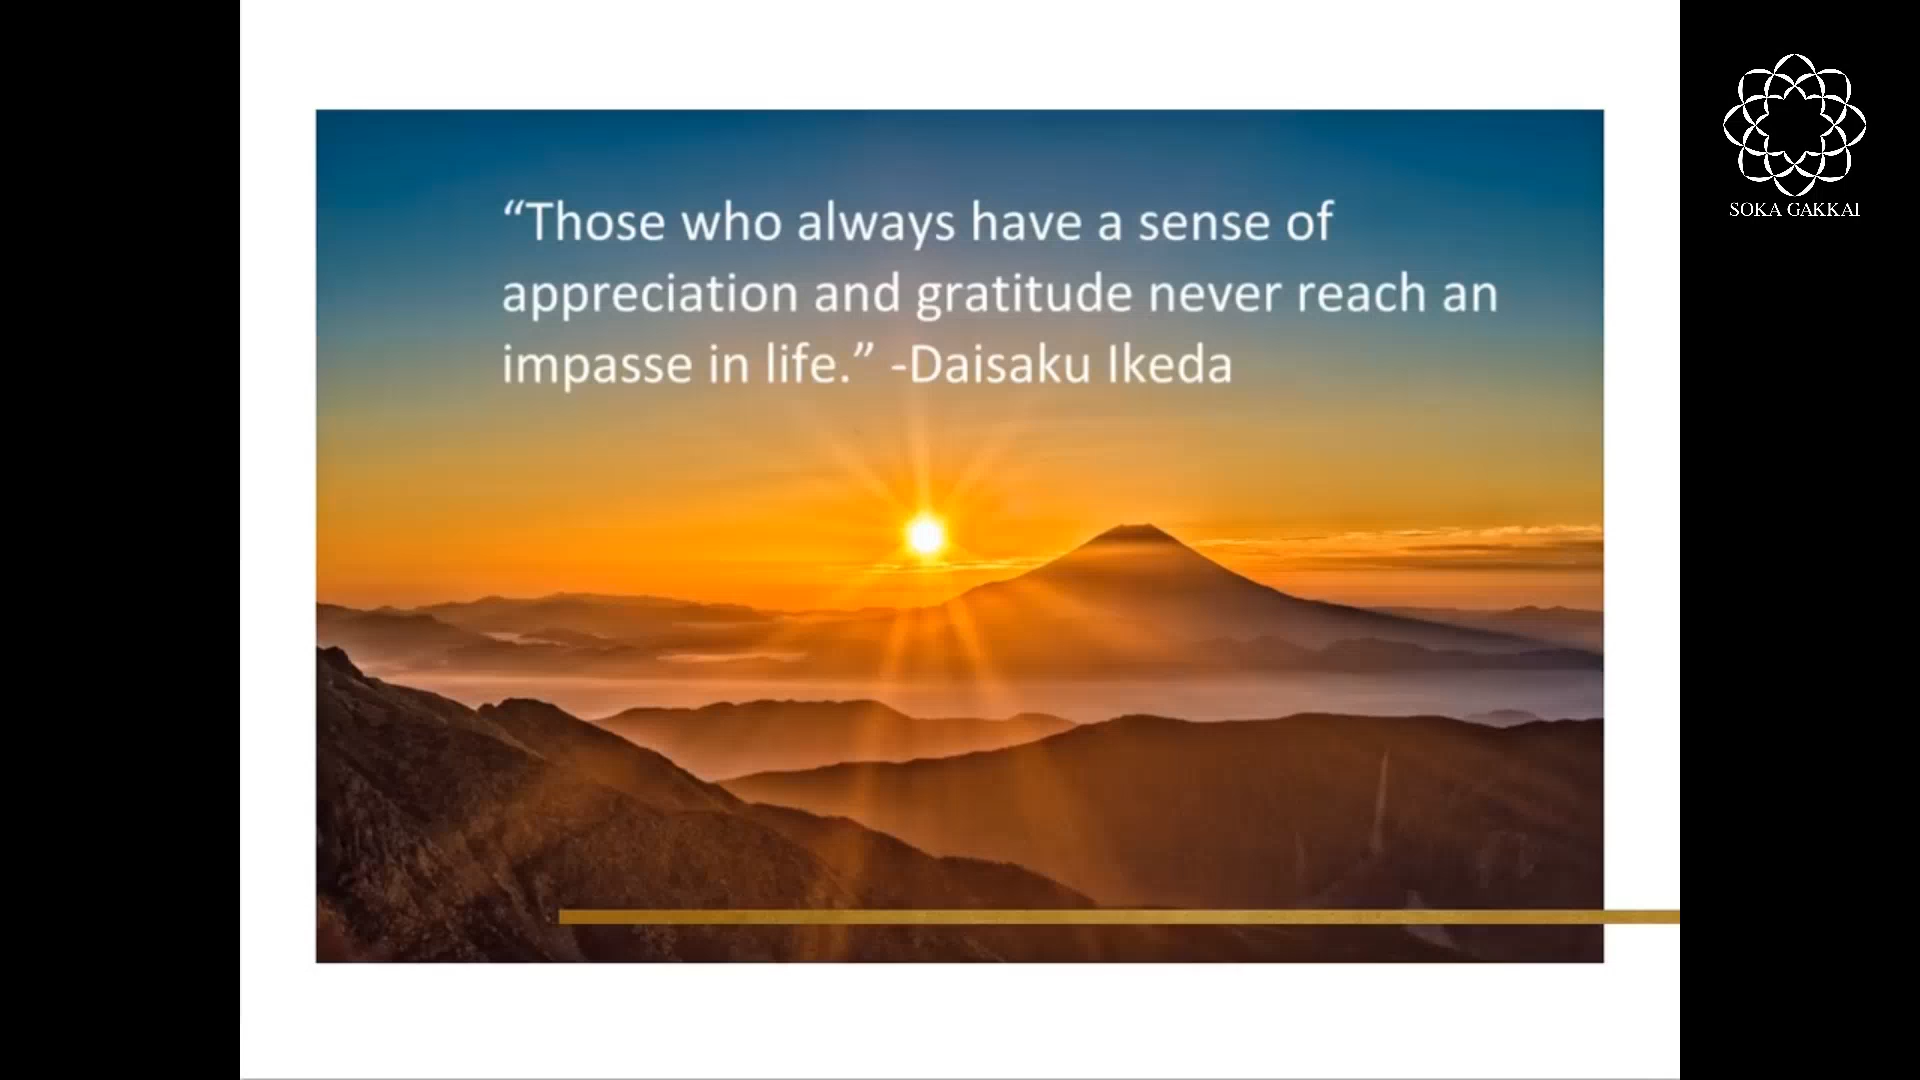 “Those who always have a sense of
appreciation and gratitude never reach an
impasse in life.” -Daisaku Ikeda
SOKA GAKKAI